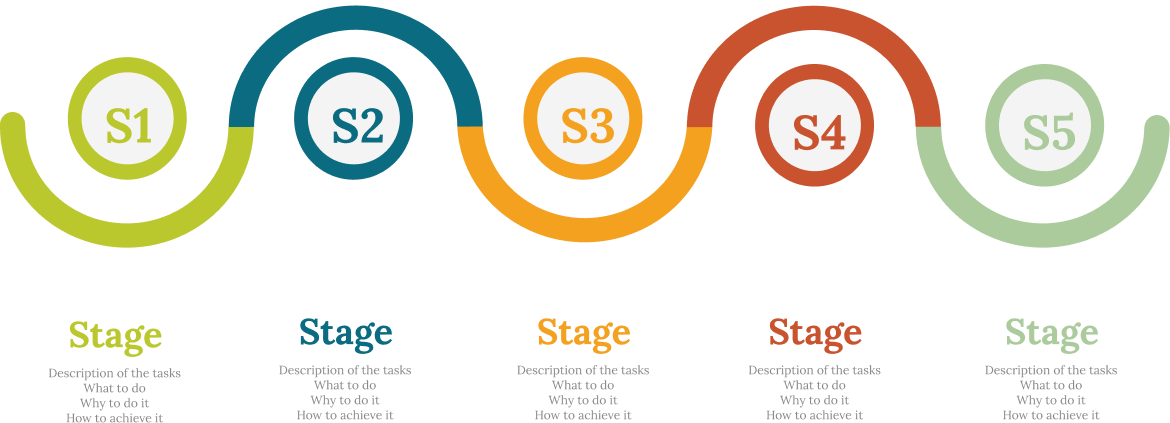 S1
S2
S3
S4
S5
Stage
Description of the tasks
What to do
Why to do it
How to achieve it
Stage
Description of the tasks
What to do
Why to do it
How to achieve it
Stage
Description of the tasks
What to do
Why to do it
How to achieve it
Stage
Description of the tasks
What to do
Why to do it
How to achieve it
Stage
Description of the tasks
What to do
Why to do it
How to achieve it